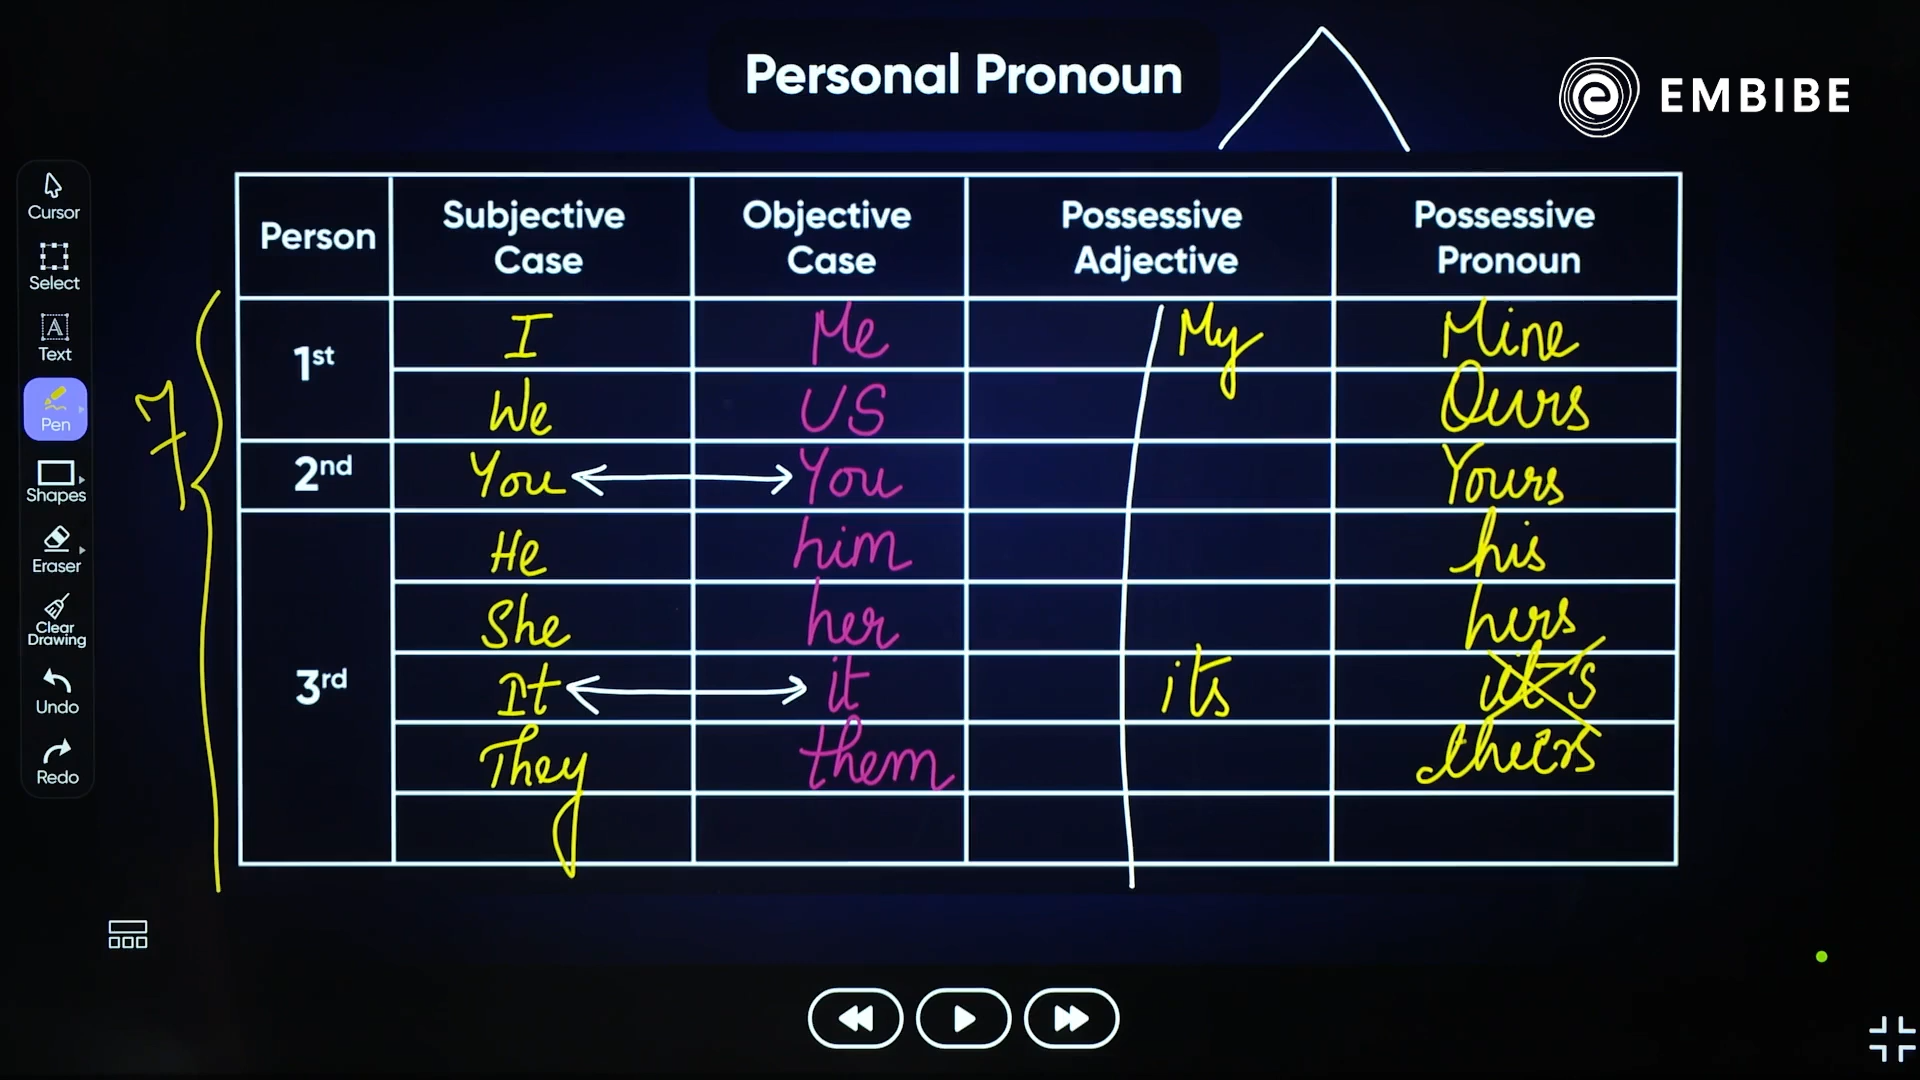 Personal Pronoun
EMBIBE
Cursor
Select
Text
Pen
Shapes
Eraser
Clear
Drawing
Undo
Redo
7
Person Subjective Case Objective Case Possessive Adjective Possessive Pronoun
1st I Me My Mine
We US Ours
2nd You You Yours
He him his
She her hers
3rd It it its it's
They them theirs